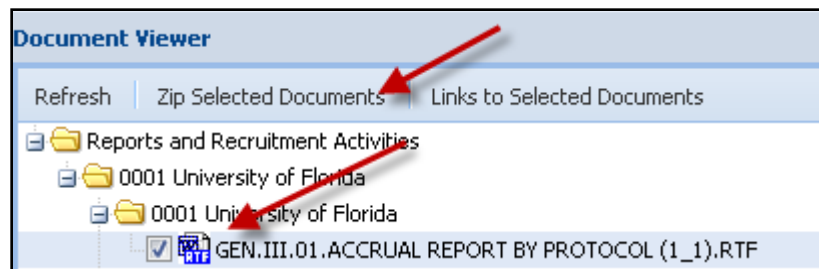 Document Viewer
Refresh Zip Selected Documents Links to Selected Documents
Reports and Recruitment Activities
0001 University of Florida
0001 University of Florida
GEN.III.01.ACCRUAL REPORT BY PROTOCOL (1_1).RTF